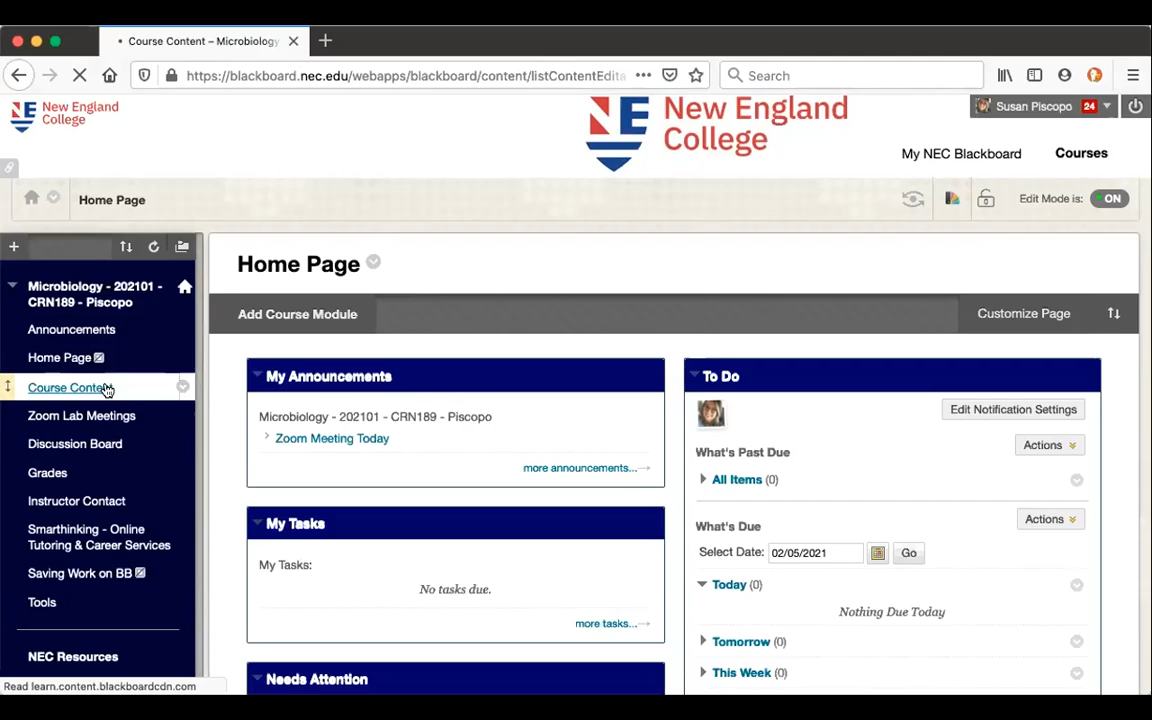 Course Content – Microbiology
https://blackboard.nec.edu/webapps/blackboard/content/listContentEdita
Search
New England
College
NE
New England
College
Susan Piscopo 24
My NEC Blackboard
Courses
Home Page
Edit Mode is: ON
Microbiology - 202101 -
CRN189 - Piscopo
Announcements
Home Page
Course Conte
Zoom Lab Meetings
Discussion Board
Grades
Instructor Contact
Smarthinking - Online
Tutoring & Career Services
Saving Work on BB
Tools
NEC Resources
Read learn.content.blackboardcdn.com
Home Page
Add Course Module
Customize Page
My Announcements
Microbiology - 202101 - CRN189 - Piscopo
Zoom Meeting Today
more announcements...
My Tasks
My Tasks:
No tasks due.
more tasks...
Needs Attention
To Do
Edit Notification Settings
Actions
What's Past Due
All Items (0)
Actions
What's Due
Select Date: 02/05/2021 Go
Today (0)
Nothing Due Today
Tomorrow (0)
This Week (0)